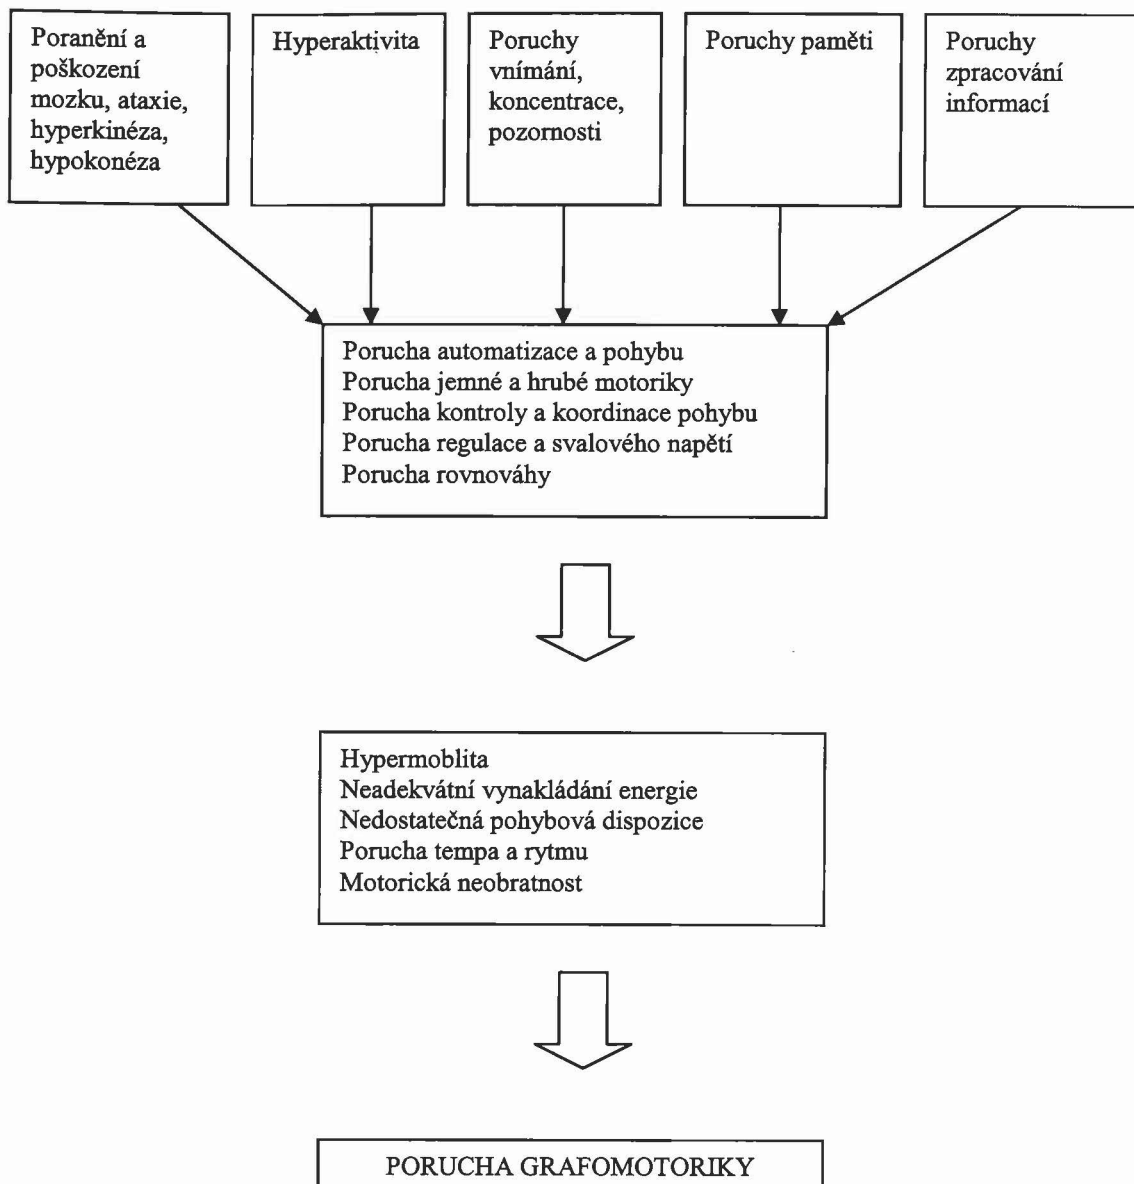 Poranění a
poškození
mozku, ataxie,
hyperkinéza,
hypokonéza
Hyperaktivita
Poruchy
vnímání,
koncentrace,
pozornosti
Poruchy paměti
Poruchy
zpracování
informací
Porucha automatizace a pohybu
Porucha jemné a hrubé motoriky
Porucha kontroly a koordinace pohybu
Porucha regulace a svalového napětí
Porucha rovnováhy
Hypermoblita
Neadekvátní vynakládání energie
Nedostatečná pohybová dispozice
Porucha tempa a rytmu
Motorická neobratnost
PORUCHA GRAFOMOTORIKY